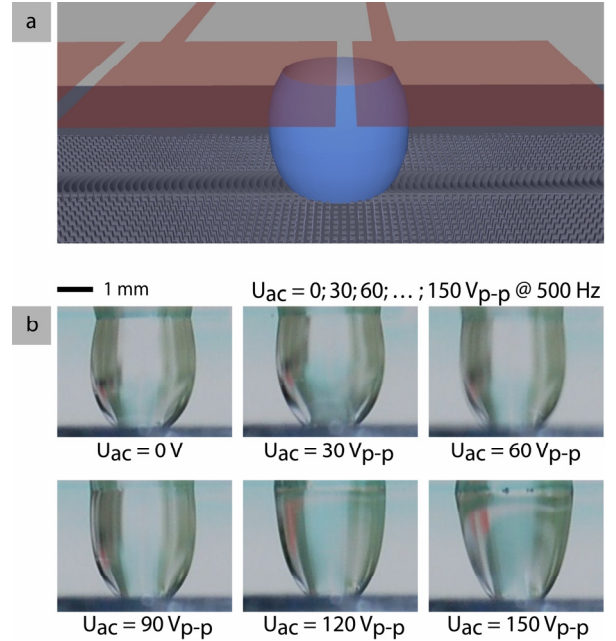 a
1 mm
Uac = 0; 30; 60; … ; 150 Vp-p @ 500 Hz
b
Uac = 0 V
Uac = 30 Vp-p
Uac = 60 Vp-p
Uac = 90 Vp-p
Uac = 120 Vp-p
Uac = 150 Vp-p